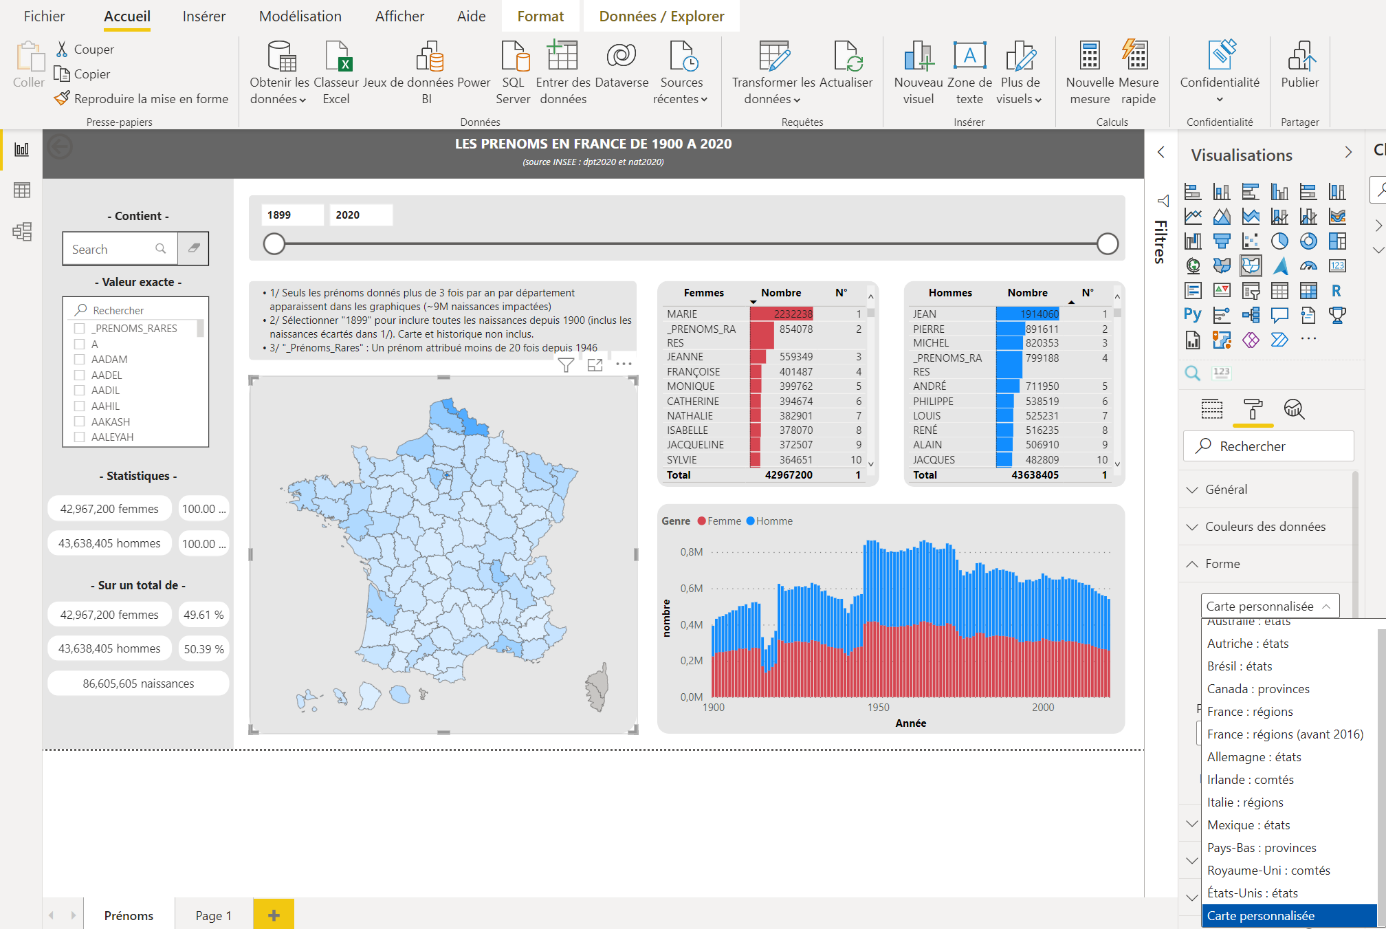 Fichier
Accueil
Insérer
Modélisation
Afficher
Aide
Format
Données / Explorer
Coller
Couper
Copier
Reproduire la mise en forme
Presse-papiers
Obtenir les données
Classeur Excel
Jeux de données Power BI
SQL Server
Entrer des données
Dataverse
Sources récentes
Données
Transformer les données
Actualiser
Requêtes
Nouveau visuel
Zone de texte
Plus de visuels
Insérer
Nouvelle mesure
Mesure rapide
Calculs
Confidentialité
Confidentialité
Publier
Partager
LES PRENOMS EN FRANCE DE 1900 A 2020
(source INSEE : dpt2020 et nat2020)
- Contient -
Search
- Valeur exacte -
Rechercher
_PRENOMS_RARES
A
AADAM
AADEL
AADIL
AAHIL
AAKASH
AALEYAH
- Statistiques -
42,967,200 femmes
100.00 ...
43,638,405 hommes
100.00 ...
- Sur un total de -
42,967,200 femmes
49.61 %
43,638,405 hommes
50.39 %
86,605,605 naissances
1899
2020
• 1/ Seuls les prénoms donnés plus de 3 fois par an par département
apparaissent dans les graphiques (~9M naissances impactées)
• 2/ Sélectionner "1899" pour inclure toutes les naissances depuis 1900 (inclus les
naissances écartés dans 1/). Carte et historique non inclus.
• 3/ "_Prénoms_Rares" : Un prénom attribué moins de 20 fois depuis 1946
Femmes Nombre N°
MARIE 2232238 1
_PRENOMS_RA
RES 854078 2
JEANNE 559349 3
FRANÇOISE 401487 4
MONIQUE 399762 5
CATHERINE 394674 6
NATHALIE 382901 7
ISABELLE 378070 8
JACQUELINE 372507 9
SYLVIE 364651 10
Total 42967200 1
Hommes Nombre N°
JEAN 1914060 1
PIERRE 891611 2
MICHEL 820353 3
_PRENOMS_RA
RES 799188 4
ANDRÉ 711950 5
PHILIPPE 538519 6
LOUIS 525231 7
RENÉ 516235 8
ALAIN 506910 9
JACQUES 482809 10
Total 43638405 1
Genre Femme Homme
nombre
0,8M
0,6M
0,4M
0,2M
0,0M
1900
1950
2000
Année
Filtres
Visualisations
123
R
Py
123
Rechercher
Général
Couleurs des données
Forme
Carte personnalisée
Australie : états
Autriche : états
Brésil : états
Canada : provinces
France : régions
France : régions (avant 2016)
Allemagne : états
Irlande : comtés
Italie : régions
Mexique : états
Pays-Bas : provinces
Royaume-Uni : comtés
États-Unis : états
Carte personnalisée
Prénoms
Page 1